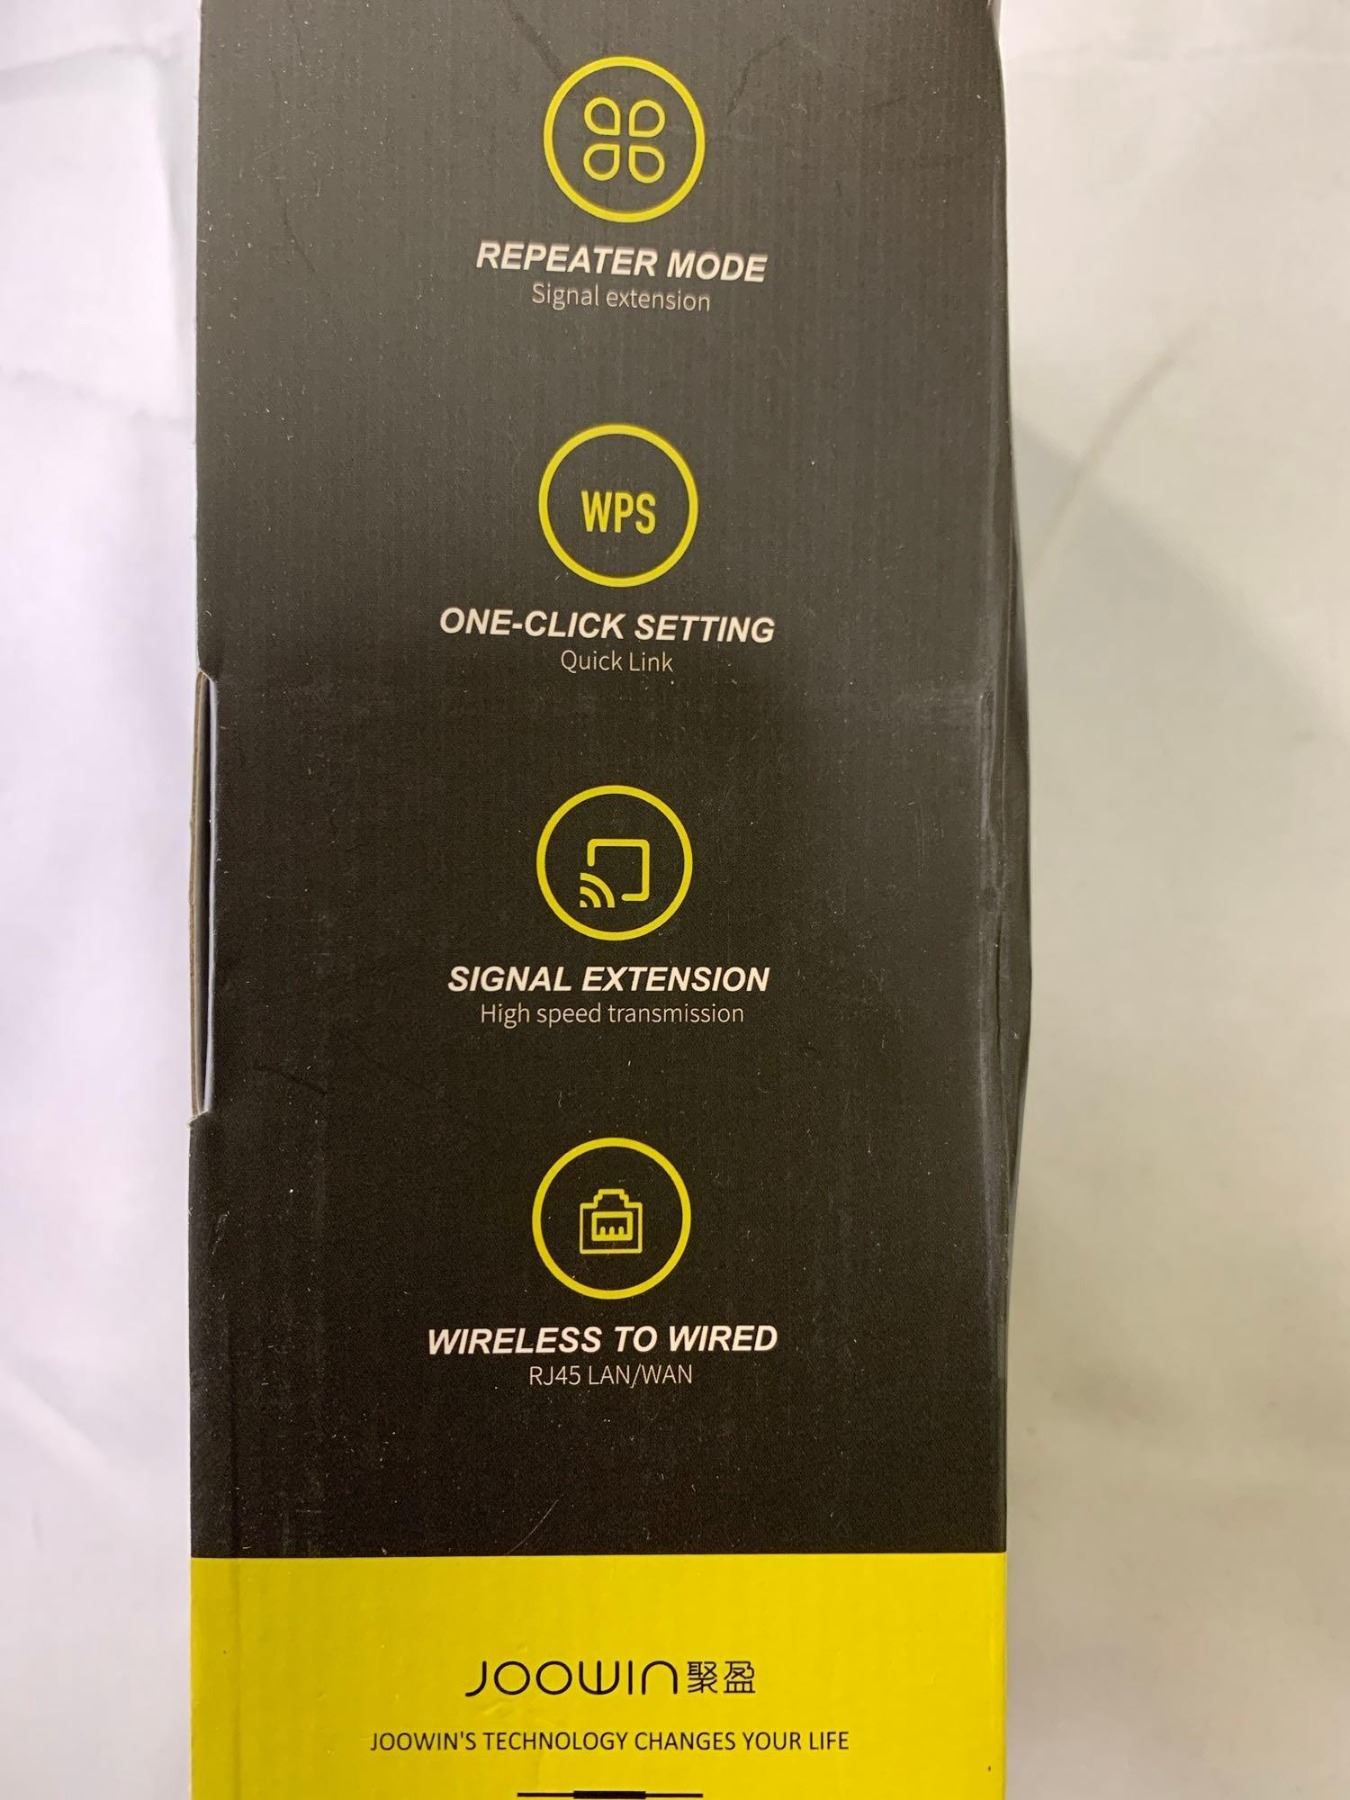 REPEATER MODE
Signal extension
WPS
ONE-CLICK SETTING
Quick Link
SIGNAL EXTENSION
High speed transmission
WIRELESS TO WIRED
RJ45 LAN/WAN
JOOWIN聚盈
JOOWIN'S TECHNOLOGY CHANGES YOUR LIFE